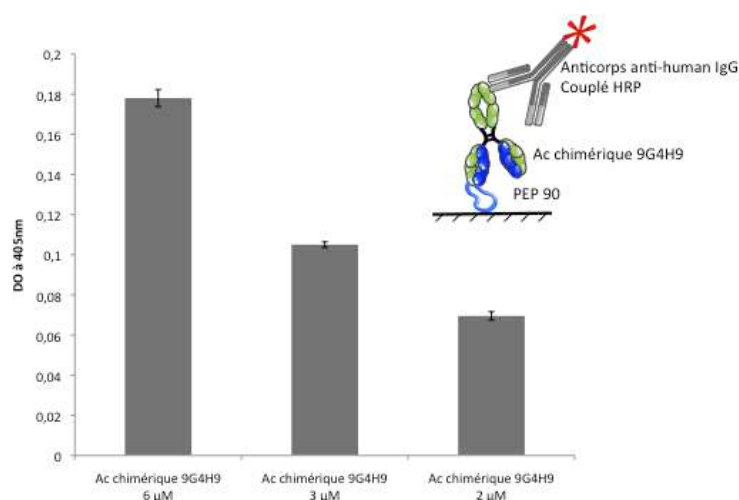 0,2
0,18
0,16
0,14
0,12
0,1
0,08
0,06
0,04
0,02
0
DO à 405nm
Anticorps anti-human IgG
Couplé HRP
Ac chimérique 9G4H9
PEP 90
Ac chimérique 9G4H9
6 µM
Ac chimérique 9G4H9
3 µM
Ac chimérique 9G4H9
2 µM